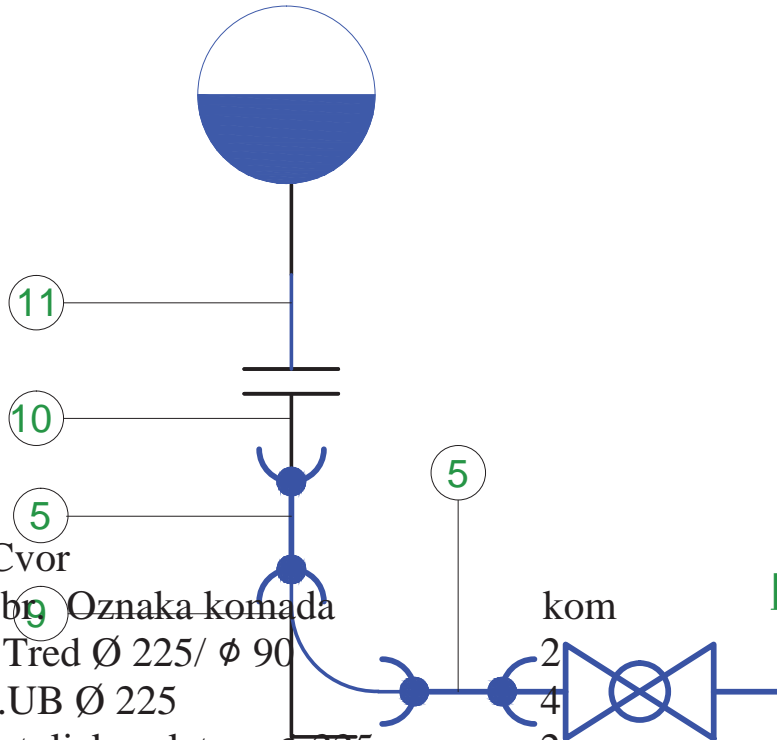 11
10
5
5
Cvor
br. Oznaka komada kom
9
Tred Ø 225/ φ 90 2
.UB Ø 225 4